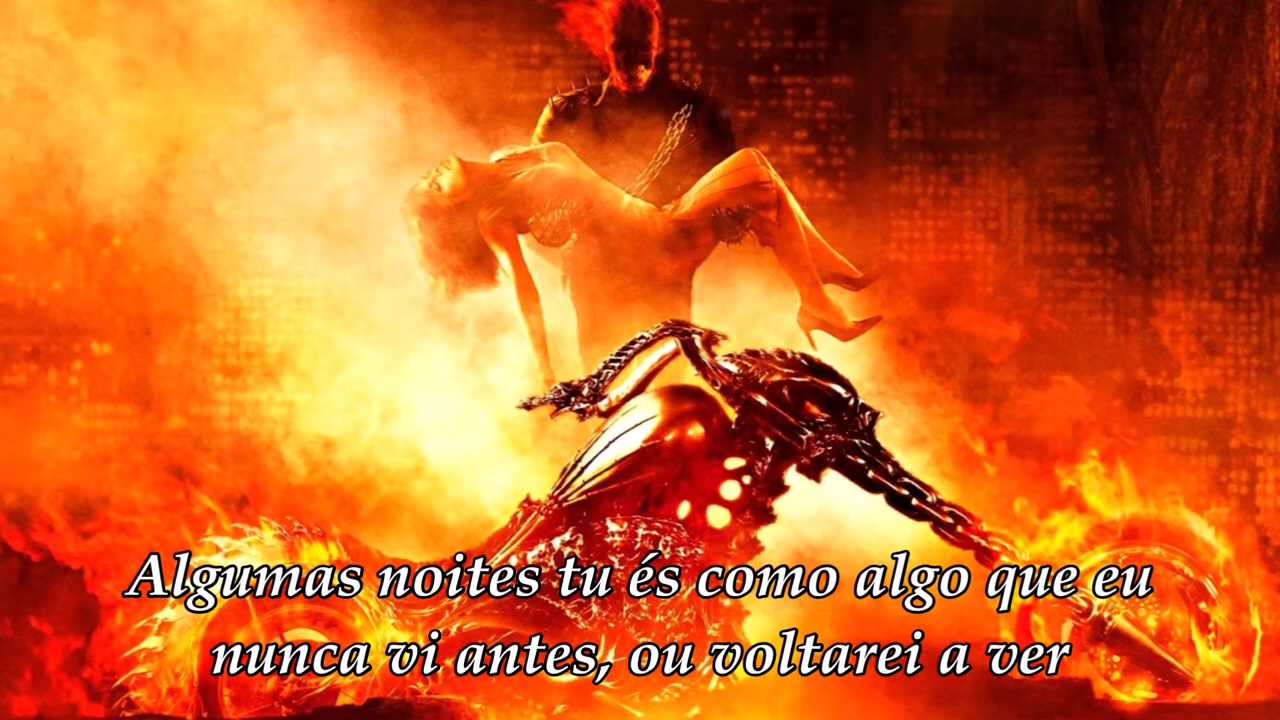 Algumas noites tu és como algo que eu
nunca vi antes, ou voltarei a ver